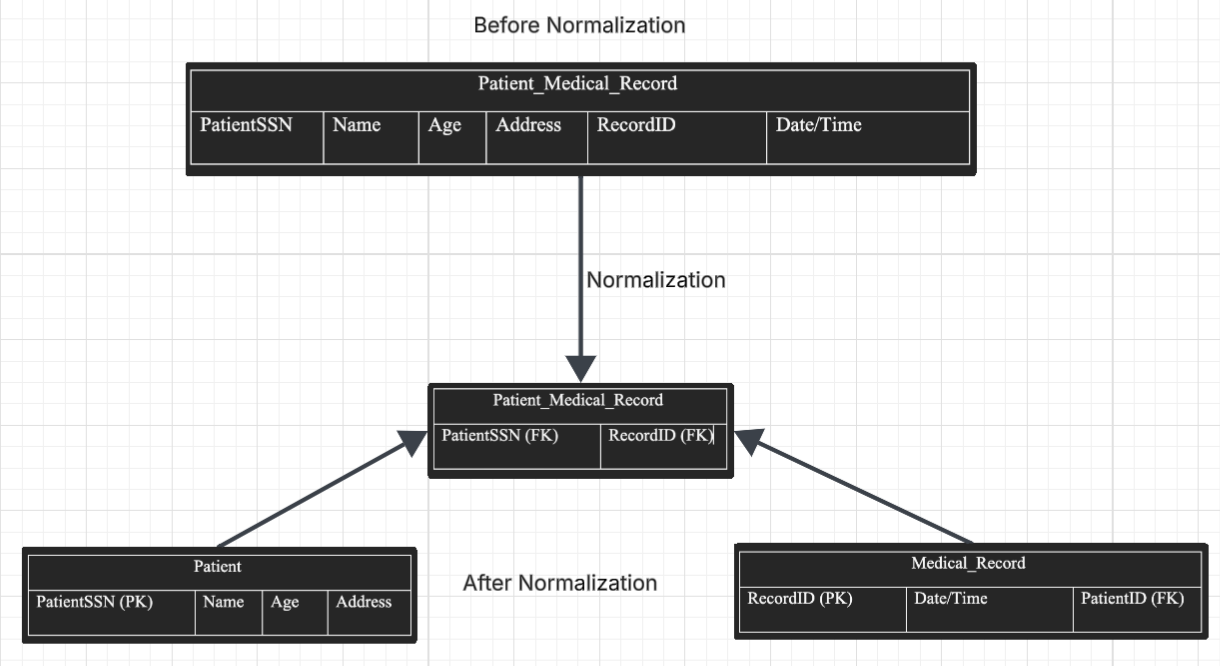 Before Normalization
Patient_Medical_Record
PatientSSN Name Age Address RecordID Date/Time
Normalization
Patient_Medical_Record
PatientSSN (FK) RecordID (FK)
Patient
PatientSSN (PK) Name Age Address
After Normalization
Medical_Record
RecordID (PK) Date/Time PatientID (FK)